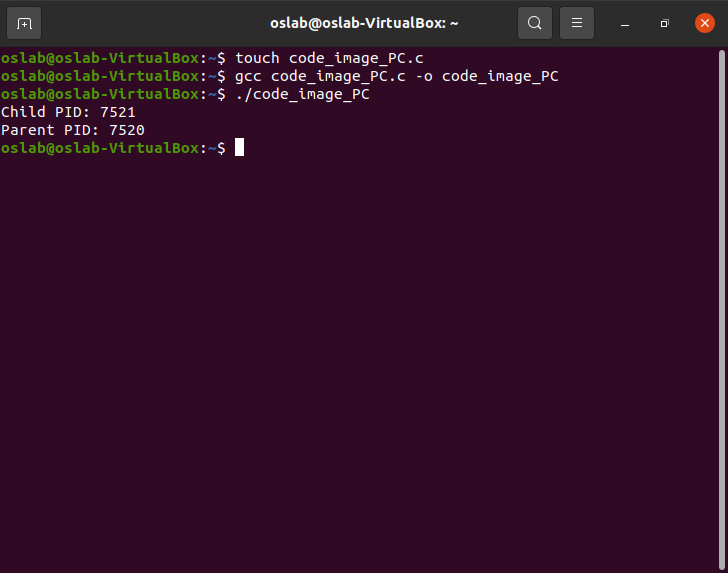 oslab@oslab-VirtualBox: ~
oslab@oslab-VirtualBox:~$ touch code_image_PC.c
oslab@oslab-VirtualBox:~$ gcc code_image_PC.c -o code_image_PC
oslab@oslab-VirtualBox:~$ ./code_image_PC
Child PID: 7521
Parent PID: 7520
oslab@oslab-VirtualBox:~$